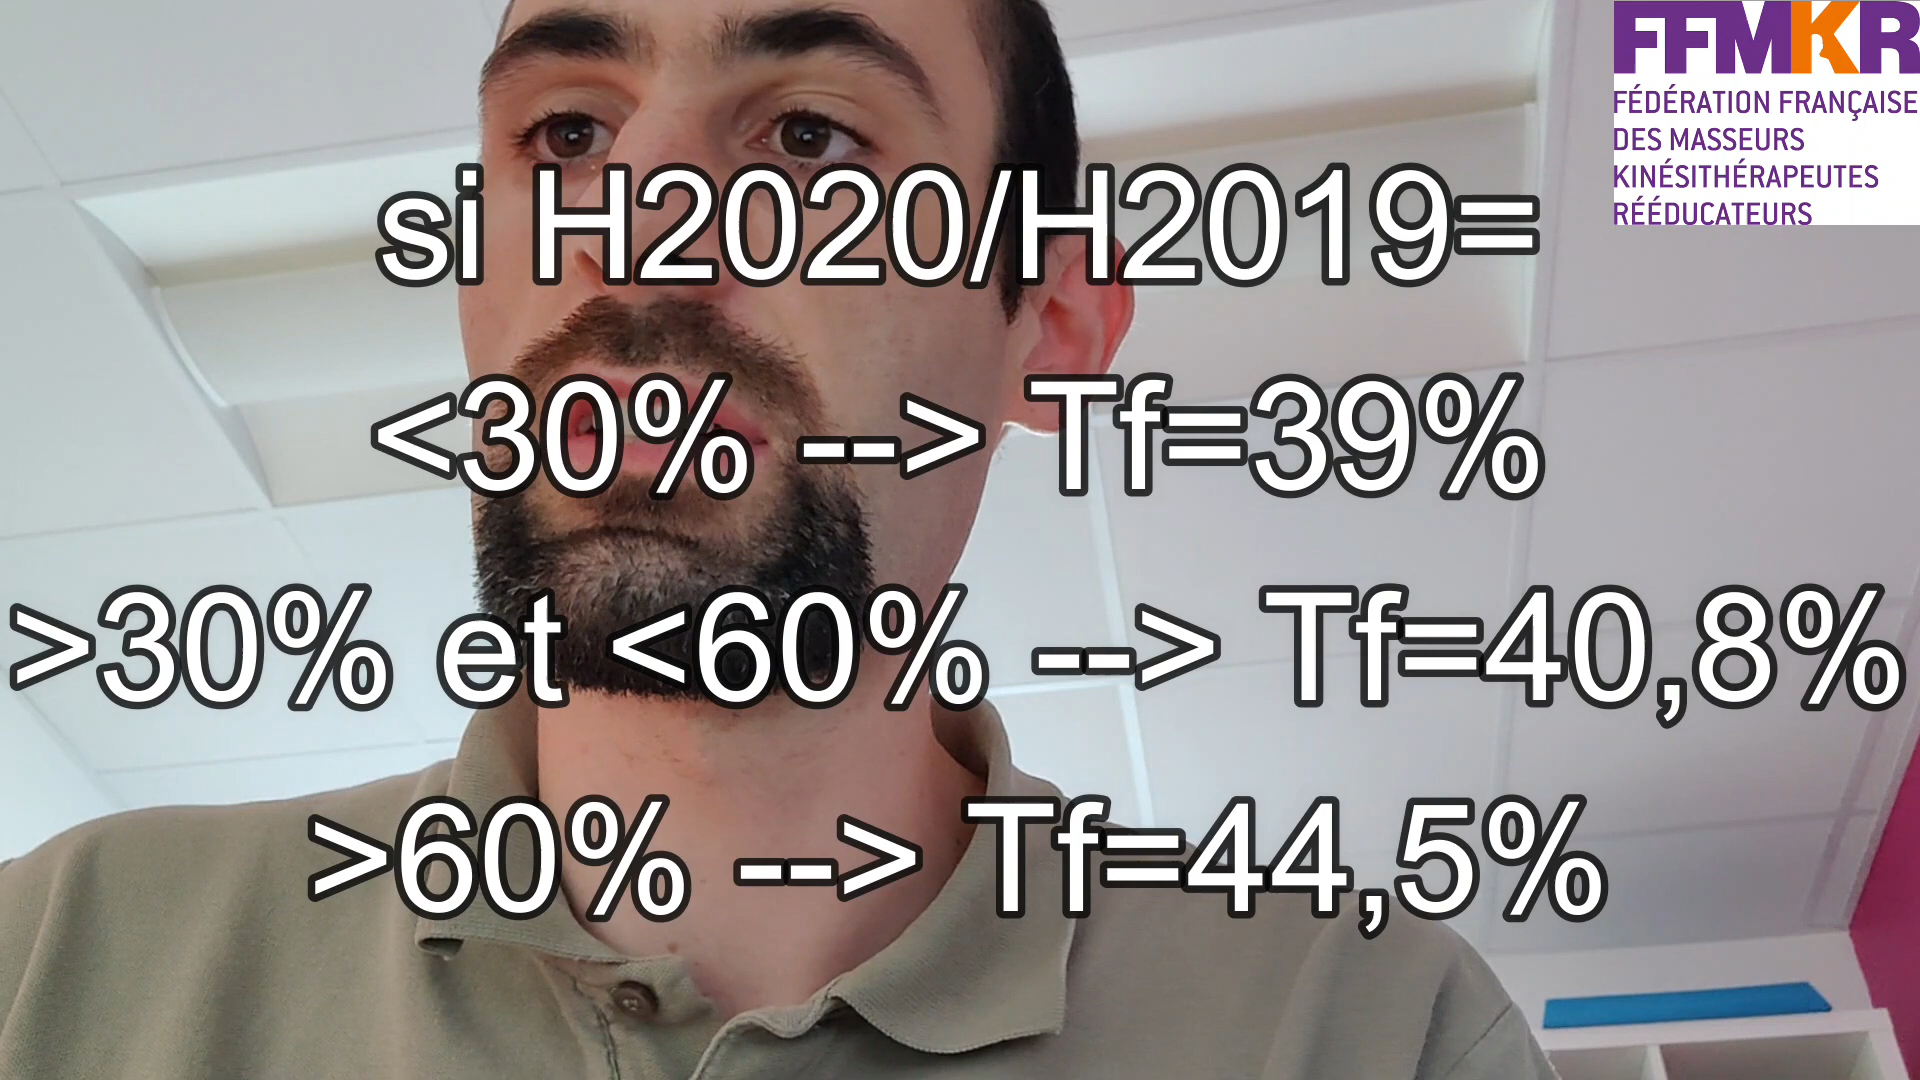 FFMKR
FÉDÉRATION FRANÇAISE
DES MASSEURS
KINÉSITHÉRAPEUTES
RÉÉDUCATEURS
si H2020/H2019=
<30% --> Tf=39%
>30% et <60% --> Tf=40,8%
>60% --> Tf=44,5%